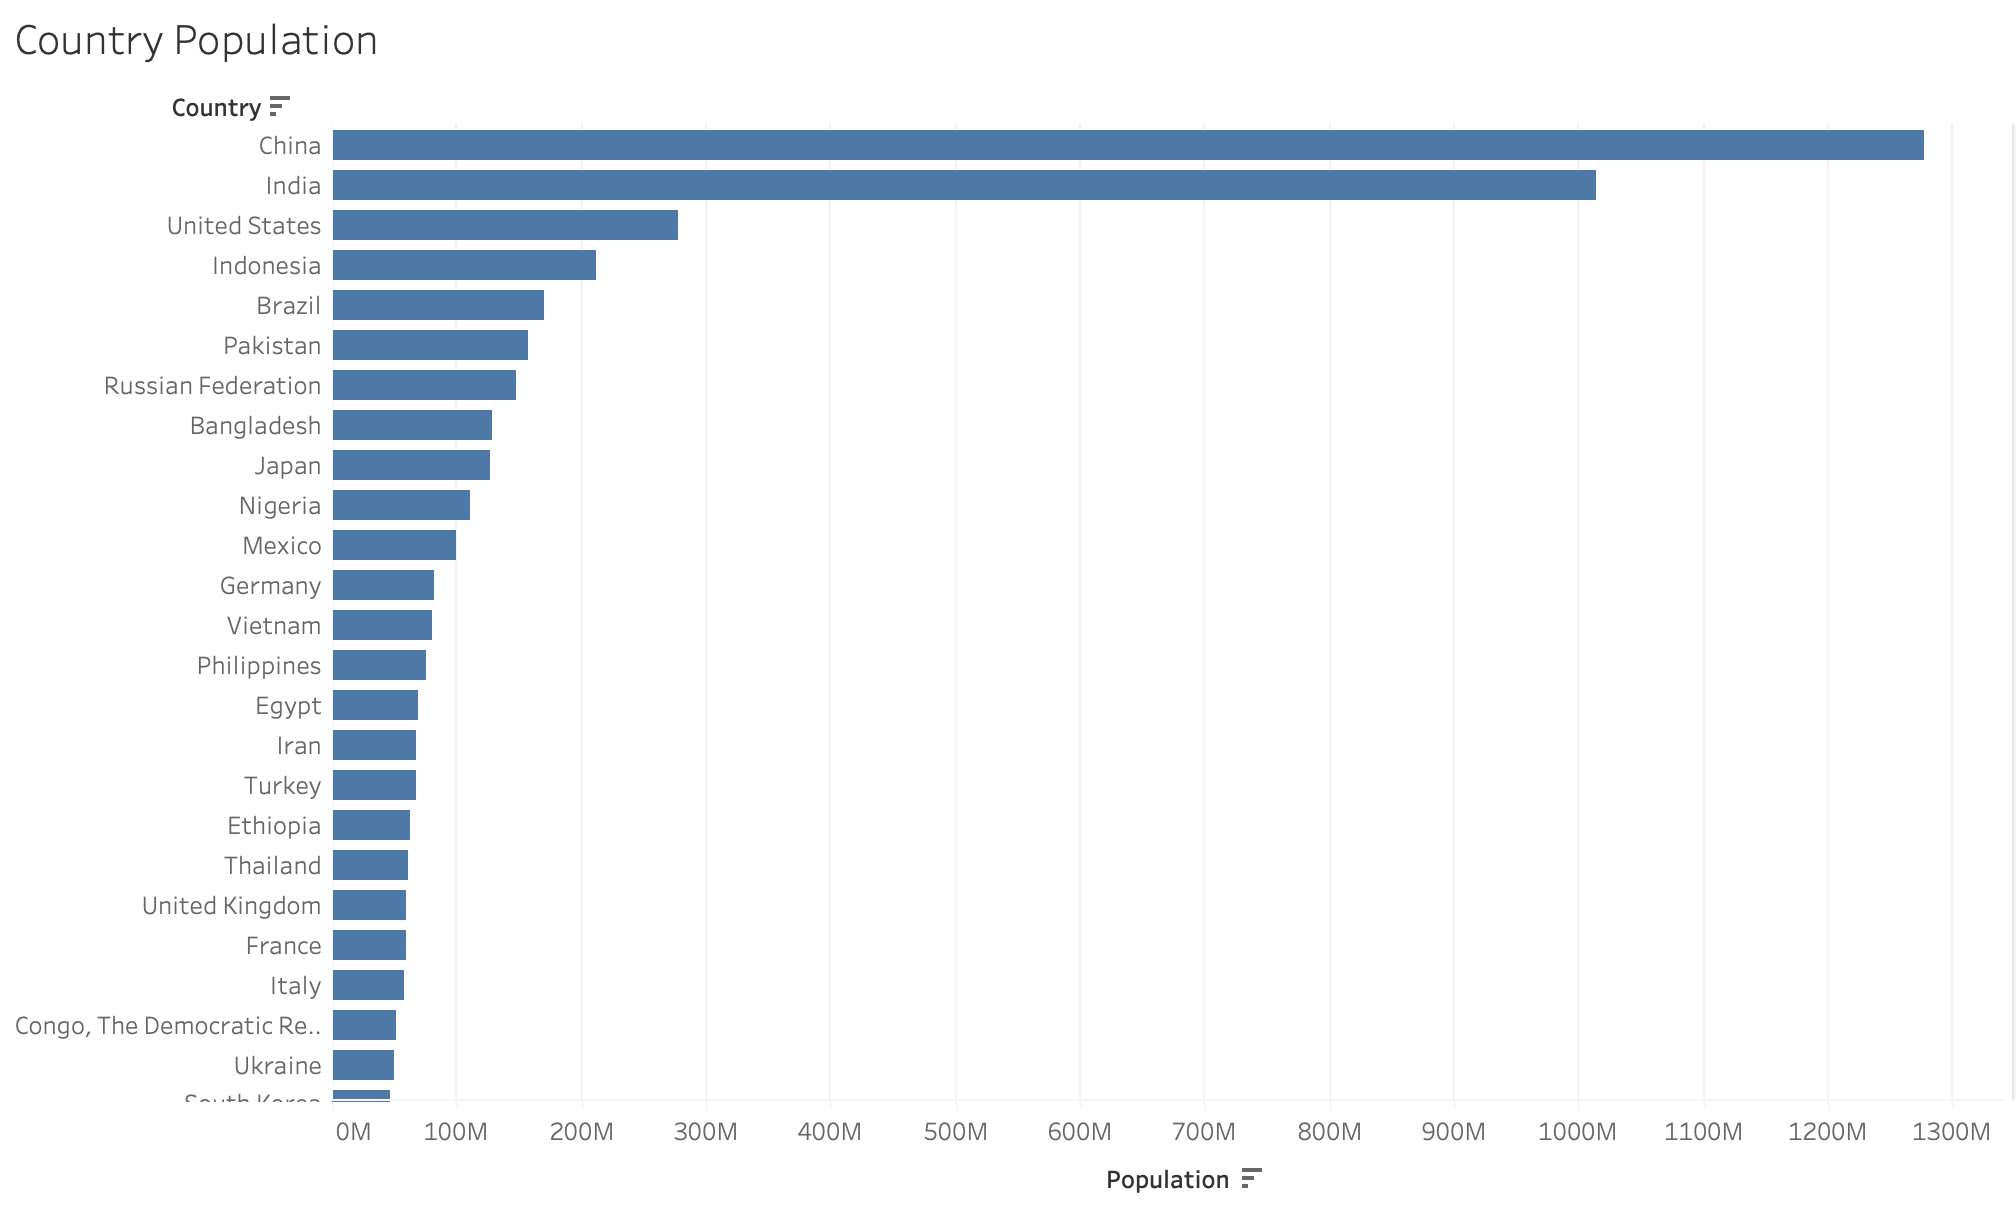 Country Population
Country
China
India
United States
Indonesia
Brazil
Pakistan
Russian Federation
Bangladesh
Japan
Nigeria
Mexico
Germany
Vietnam
Philippines
Egypt
Iran
Turkey
Ethiopia
Thailand
United Kingdom
France
Italy
Congo, The Democratic Re..
Ukraine
South Korea
0M 100M 200M 300M 400M 500M 600M 700M 800M 900M 1000M 1100M 1200M 1300M
Population